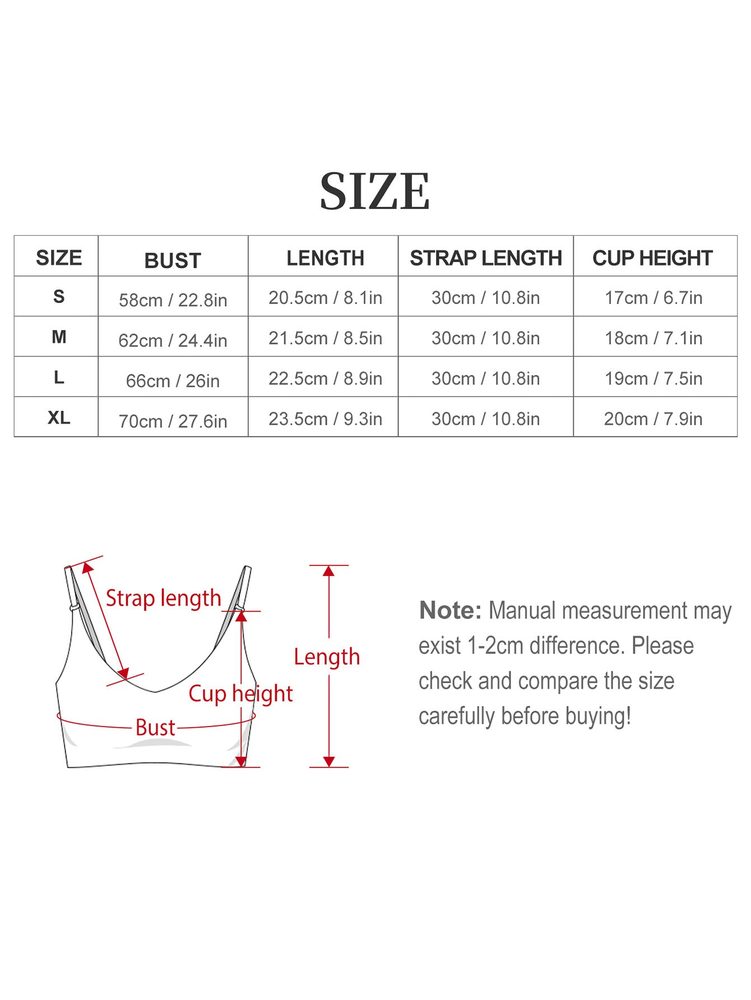 SIZE
SIZE BUST LENGTH STRAP LENGTH CUP HEIGHT
S 58cm / 22.8in 20.5cm / 8.1in 30cm / 10.8in 17cm / 6.7in
M 62cm / 24.4in 21.5cm / 8.5in 30cm / 10.8in 18cm / 7.1in
L 66cm / 26in 22.5cm / 8.9in 30cm / 10.8in 19cm / 7.5in
XL 70cm / 27.6in 23.5cm / 9.3in 30cm / 10.8in 20cm / 7.9in
Strap length
Length
Cup height
Bust
Note: Manual measurement may
exist 1-2cm difference. Please
check and compare the size
carefully before buying!